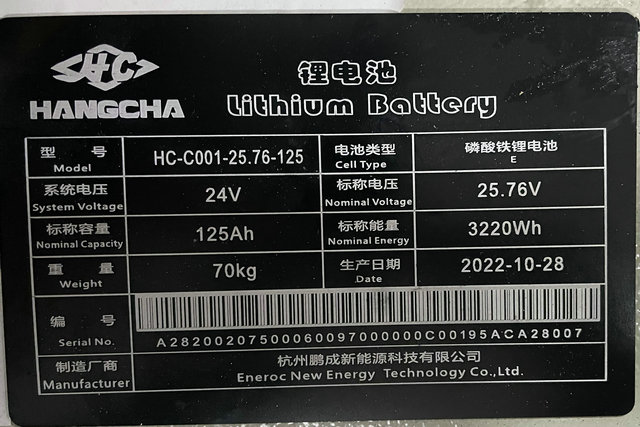 HC
HANGCHA
锂电池
Lithium Battery
型 号 HC-C001-25.76-125 电池类型 磷酸铁锂电池
Model Cell Type E
系统电压 24V 标称电压 25.76V
System Voltage Nominal Voltage
标称容量 125Ah 标称能量 3220Wh
Nominal Capacity Nominal Energy
重 量 70kg 生产日期 2022-10-28
Weight Date
编 号
Serial No. A28200207500060097000000C00195ACA28007
制造厂商 杭州鹏成新能源科技有限公司
Manufacturer Eneroc New Energy Technology Co.,Ltd.